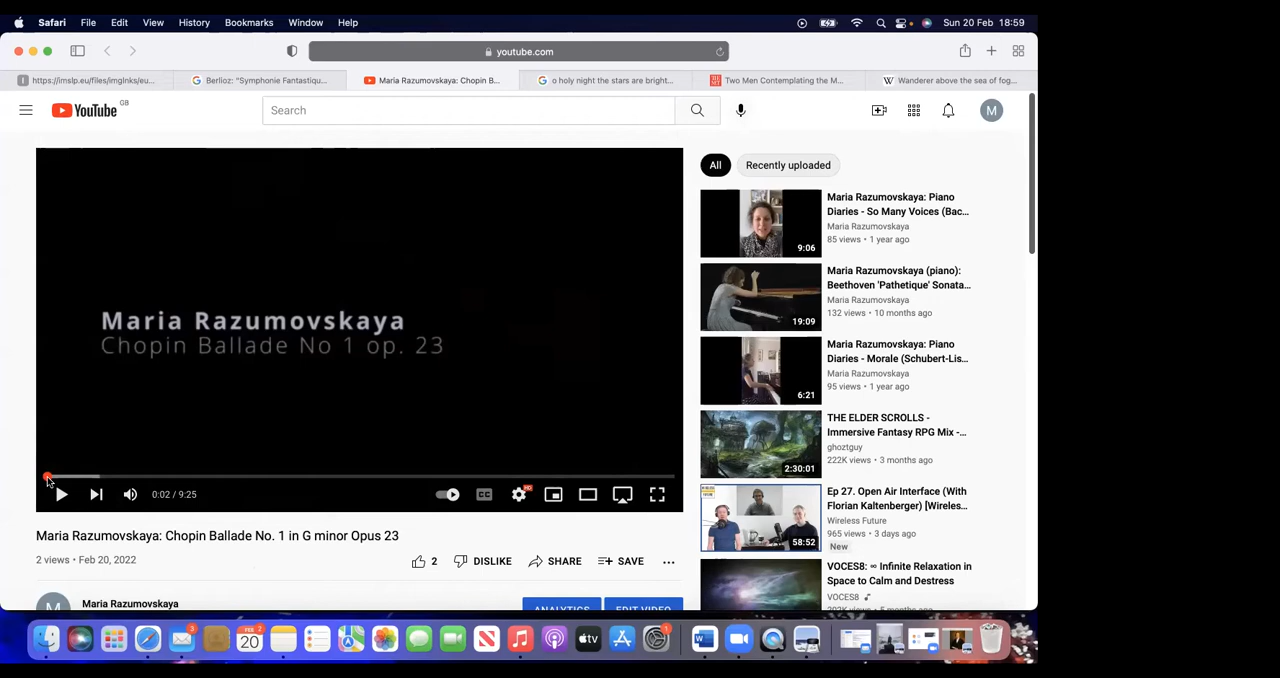 Safari File Edit View History Bookmarks Window Help Sun 20 Feb 18:59
youtube.com
https://imslp.eu/files/imglnks/eu... Berlioz: "Symphonie Fantastiqu... Maria Razumovskaya: Chopin B... o holy night the stars are bright... Two Men Contemplating the M... Wanderer above the sea of fog...
YouTube GB Search M
Maria Razumovskaya
Chopin Ballade No 1 op. 23
0:02 / 9:25 CC HD
Maria Razumovskaya: Chopin Ballade No. 1 in G minor Opus 23
2 views • Feb 20, 2022 2 DISLIKE SHARE SAVE
M Maria Razumovskaya ANALYTICS EDIT VIDEO
All Recently uploaded
9:06
Maria Razumovskaya: Piano
Diaries - So Many Voices (Bac...
Maria Razumovskaya
85 views • 1 year ago
19:09
Maria Razumovskaya (piano):
Beethoven 'Pathetique' Sonata...
Maria Razumovskaya
132 views • 10 months ago
6:21
Maria Razumovskaya: Piano
Diaries - Morale (Schubert-Lis...
Maria Razumovskaya
95 views • 1 year ago
2:30:01
THE ELDER SCROLLS -
Immersive Fantasy RPG Mix -...
ghoztguy
222K views • 3 months ago
58:52
Ep 27. Open Air Interface (With
Florian Kaltenberger) [Wireles...
Wireless Future
965 views • 3 days ago
New
VOCES8: ∞ Infinite Relaxation in
Space to Calm and Destress
VOCES8
FEB 20 tv W